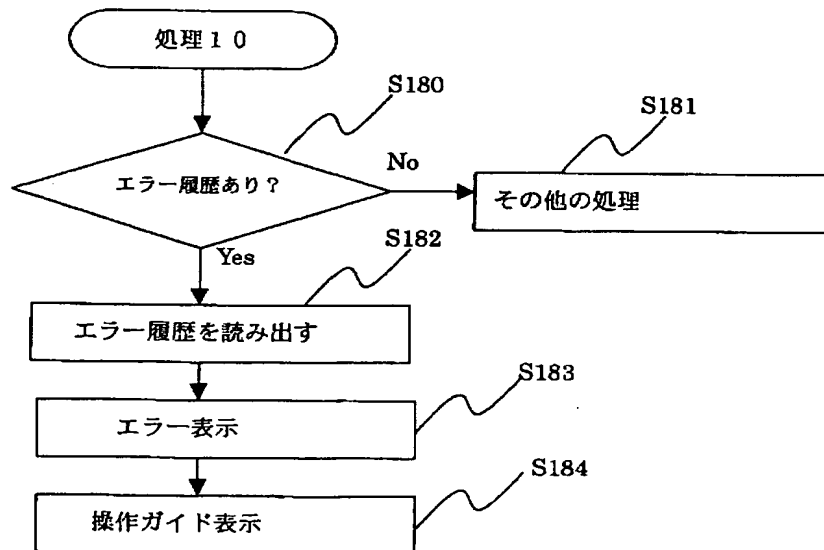 処理１０
S180
エラー履歴あり？
No
S181
その他の処理
Yes
S182
エラー履歴を読み出す
S183
エラー表示
S184
操作ガイド表示